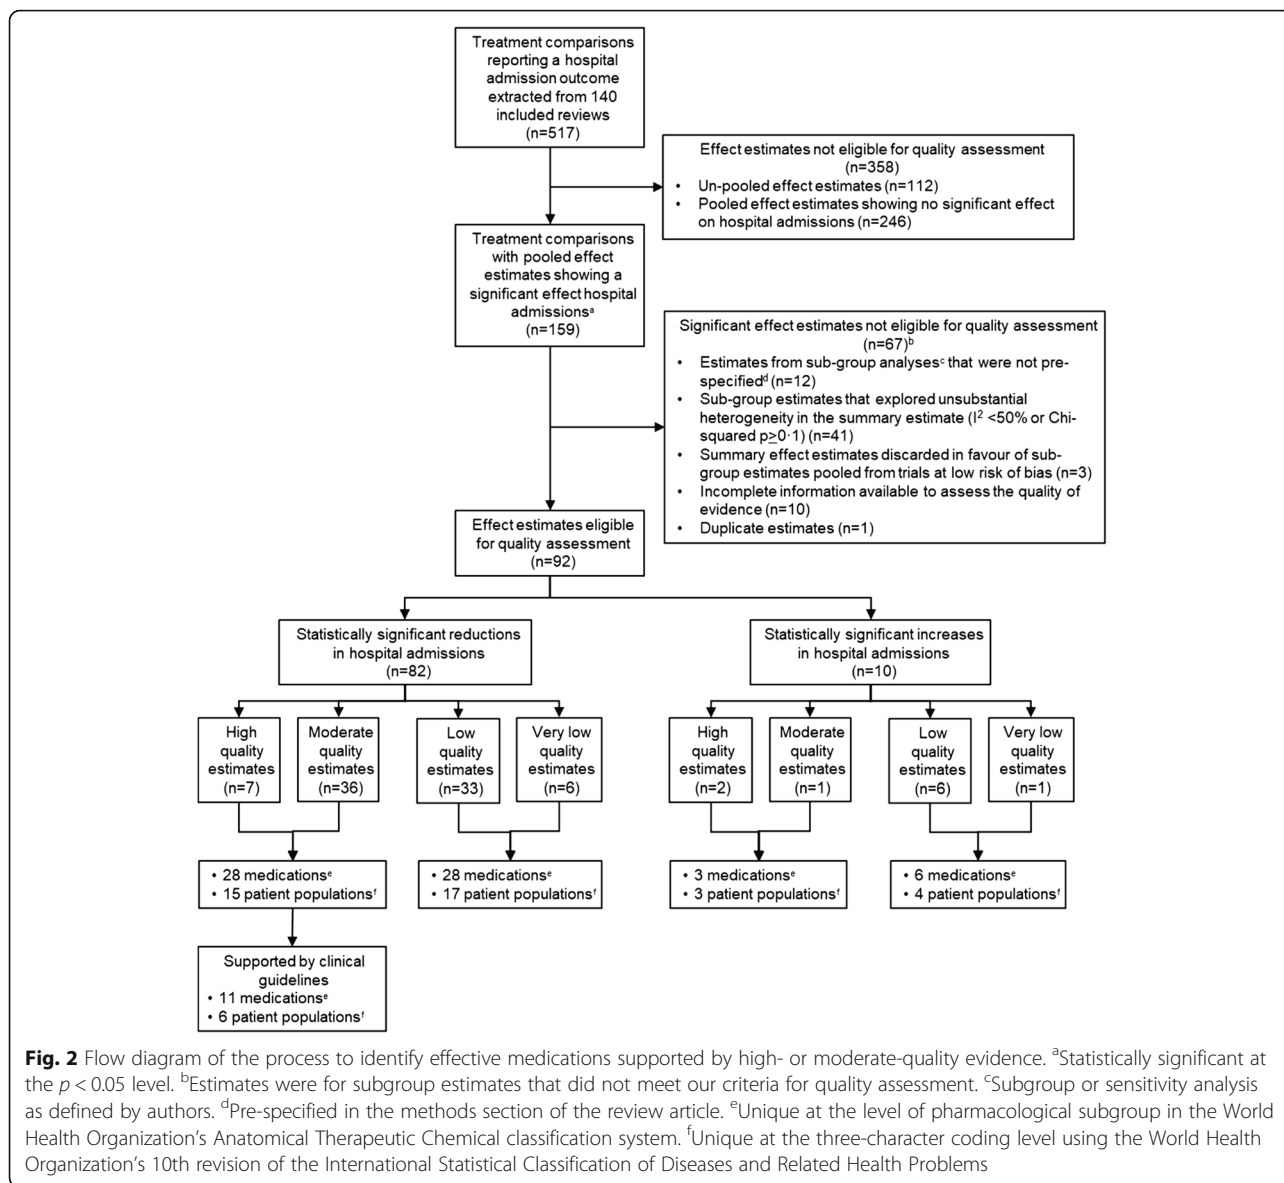 Treatment comparisons
reporting a hospital
admission outcome
extracted from 140
included reviews
(n=517)
Effect estimates not eligible for quality assessment
(n=358)
• Un-pooled effect estimates (n=112)
• Pooled effect estimates showing no significant effect
on hospital admissions (n=246)
Treatment comparisons
with pooled effect
estimates showing a
significant effect hospital
admissionsᵃ
(n=159)
Significant effect estimates not eligible for quality assessment
(n=67)ᵇ
• Estimates from sub-group analysesᶜ that were not pre-
specifiedᵈ (n=12)
• Sub-group estimates that explored unsubstantial
heterogeneity in the summary estimate (I² <50% or Chi-
squared p≥0·1) (n=41)
• Summary effect estimates discarded in favour of sub-
group estimates pooled from trials at low risk of bias (n=3)
• Incomplete information available to assess the quality of
evidence (n=10)
• Duplicate estimates (n=1)
Effect estimates eligible
for quality assessment
(n=92)
Statistically significant reductions
in hospital admissions
(n=82)
Statistically significant increases
in hospital admissions
(n=10)
High
quality
estimates
(n=7)
Moderate
quality
estimates
(n=36)
Low
quality
estimates
(n=33)
Very low
quality
estimates
(n=6)
High
quality
estimates
(n=2)
Moderate
quality
estimates
(n=1)
Low
quality
estimates
(n=6)
Very low
quality
estimates
(n=1)
• 28 medicationsᵉ
• 15 patient populationsᶠ
• 28 medicationsᵉ
• 17 patient populationsᶠ
• 3 medicationsᵉ
• 3 patient populationsᶠ
• 6 medicationsᵉ
• 4 patient populationsᶠ
Supported by clinical
guidelines
• 11 medicationsᵉ
• 6 patient populationsᶠ
Fig. 2 Flow diagram of the process to identify effective medications supported by high- or moderate-quality evidence. ᵃStatistically significant at
the p < 0.05 level. ᵇEstimates were for subgroup estimates that did not meet our criteria for quality assessment. ᶜSubgroup or sensitivity analysis
as defined by authors. ᵈPre-specified in the methods section of the review article. ᵉUnique at the level of pharmacological subgroup in the World
Health Organization's Anatomical Therapeutic Chemical classification system. ᶠUnique at the three-character coding level using the World Health
Organization's 10th revision of the International Statistical Classification of Diseases and Related Health Problems